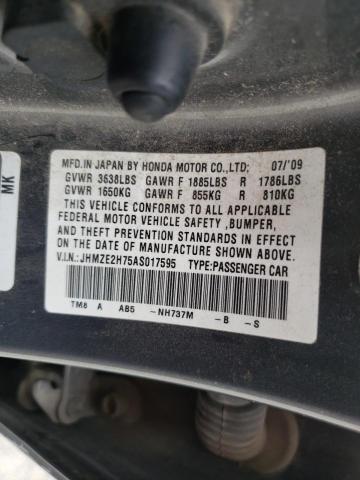 MFD.IN JAPAN BY HONDA MOTOR CO.,LTD; 07/'09
GVWR 3638LBS GAWR F 1885LBS R 1786LBS
GVWR 1650KG GAWR F 855KG R 810KG
THIS VEHICLE CONFORMS TO ALL APPLICABLE
FEDERAL MOTOR VEHICLE SAFETY ,BUMPER,
AND THEFT PREVENTION STANDARDS IN EFFECT
ON THE DATE OF MANUFACTURE SHOWN ABOVE.
V.I.N.:JHMZE2H75AS017595 TYPE:PASSENGER CAR
TM8 A AB5 -NH737M -B -S
MK